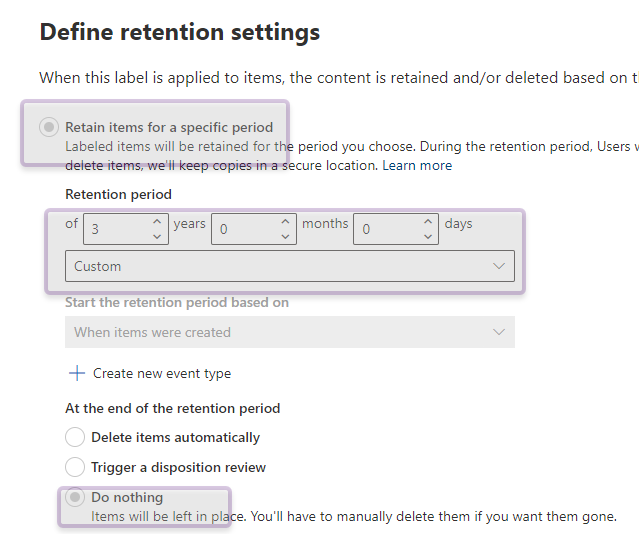 Define retention settings
When this label is applied to items, the content is retained and/or deleted based on
Retain items for a specific period
Labeled items will be retained for the period you choose. During the retention period, Users
delete items, we'll keep copies in a secure location. Learn more
Retention period
of 3 years 0 months 0 days
Custom
Start the retention period based on
When items were created
Create new event type
At the end of the retention period
Delete items automatically
Trigger a disposition review
Do nothing
Items will be left in place. You'll have to manually delete them if you want them gone.